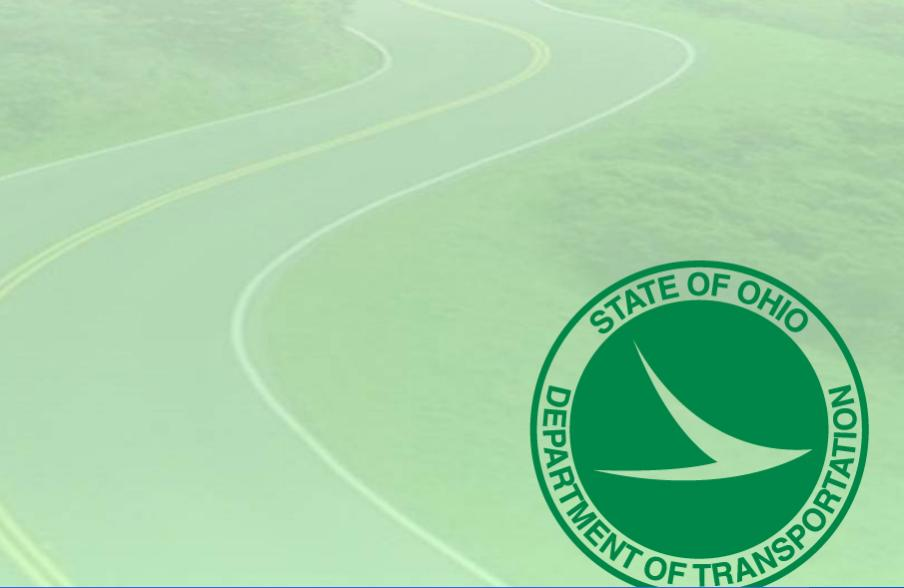 STATE OF OHIO
DEPARTMENT OF TRANSPORTATION